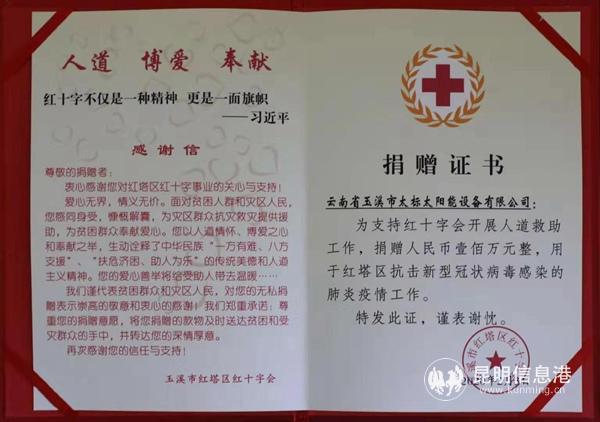 人道 博爱 奉献
红十字不仅是一种精神 更是一面旗帜
——习近平
感谢信
尊敬的捐赠者：
衷心感谢您对红塔区红十字事业的关心与支持！
爱心无界，情义无价。面对贫困人群和灾区人民，
您感同身受，慷慨解囊，为灾区群众抗灾救灾提供援
助，为贫困群众奉献爱心。您以人道情怀、博爱之心
和奉献之举，生动诠释了中华民族“一方有难、八方
支援”、“扶危济困、助人为乐”的传统美德和人道
主义精神。您的爱心善举将给受助人带去温暖……
我们谨代表贫困群众和灾区人民，对您的无私捐
赠表示崇高的敬意和衷心的感谢！我们郑重承诺：尊
重您的捐赠意愿，将您捐赠的款物及时送达贫困和受
灾群众的手中，并转达您的深情厚意。
再次感谢您的信任与支持！
玉溪市红塔区红十字会
捐赠证书
云南省玉溪市太标太阳能设备有限公司：
为支持红十字会开展人道救助
工作，捐赠人民币壹佰万元整，用
于红塔区抗击新型冠状病毒感染的
肺炎疫情工作。
特发此证，谨表谢忱。
溪市红塔区红十字
昆明信息港
www.kunming.cn